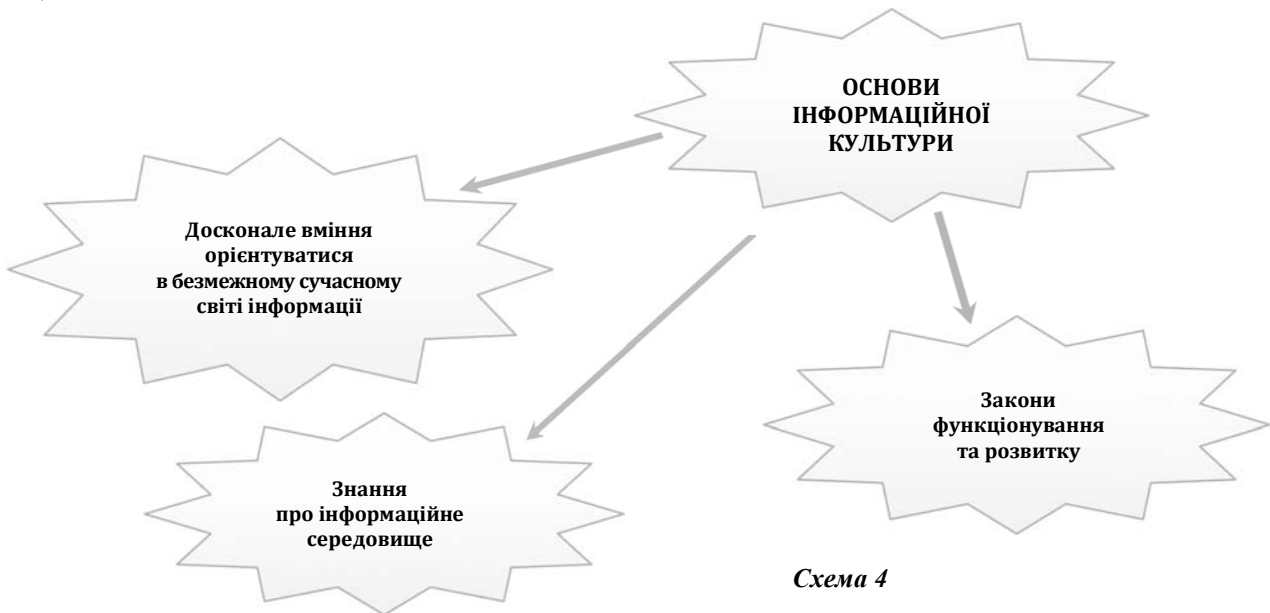 ОСНОВИ
ІНФОРМАЦІЙНОЇ
КУЛЬТУРИ
Досконале вміння
орієнтуватися
в безмежному сучасному
світі інформації
Закони
функціонування
та розвитку
Знання
про інформаційне
середовище
Схема 4